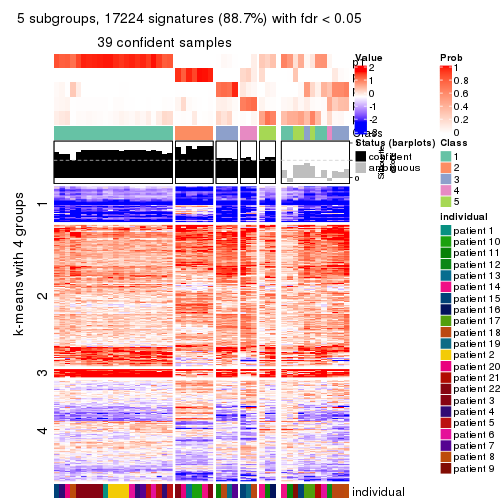 5 subgroups, 17224 signatures (88.7%) with fdr < 0.05
39 confident samples
k-means with 4 groups
1
2
3
4
Class
individual
0
Value
2
1
0
-1
-2
Status (barplots)
confident
ambiguous
Prob
1
0.8
0.6
0.4
0.2
0
Class
1
2
3
4
5
individual
patient 1
patient 10
patient 11
patient 12
patient 13
patient 14
patient 15
patient 16
patient 17
patient 18
patient 19
patient 2
patient 20
patient 21
patient 22
patient 3
patient 4
patient 5
patient 6
patient 7
patient 8
patient 9